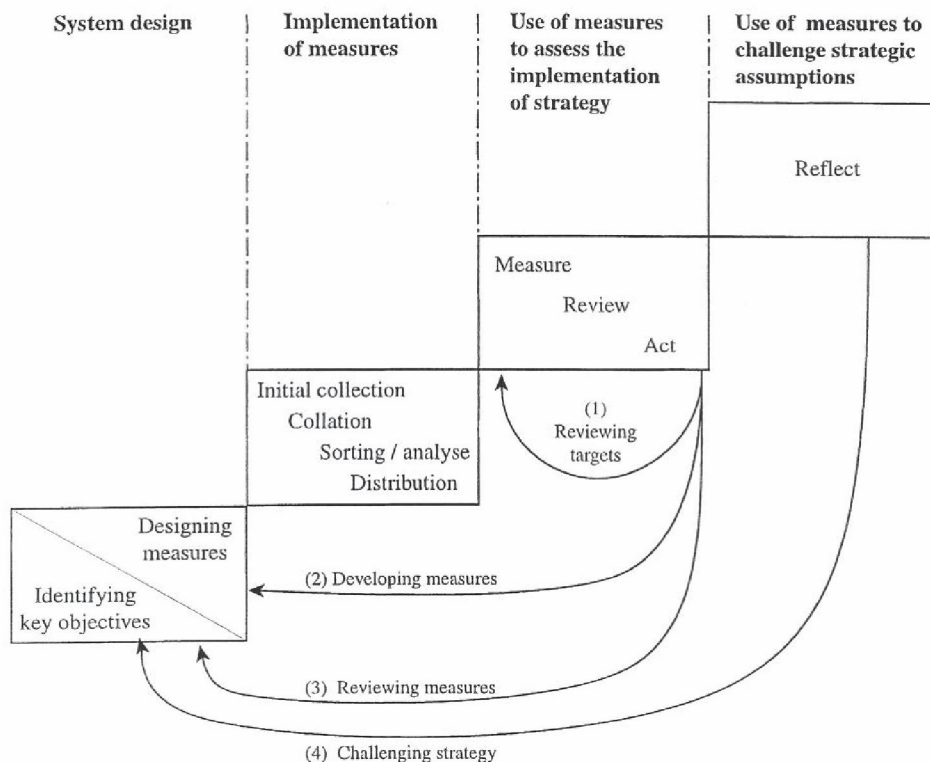 System design
Implementation
of measures
Use of measures
to assess the
implementation
of strategy
Use of measures to
challenge strategic
assumptions
Reflect
Measure
Review
Act
Initial collection
Collation
Sorting / analyse
Distribution
(1)
Reviewing
targets
Designing
measures
Identifying
key objectives
(2) Developing measures
(3) Reviewing measures
(4) Challenging strategy